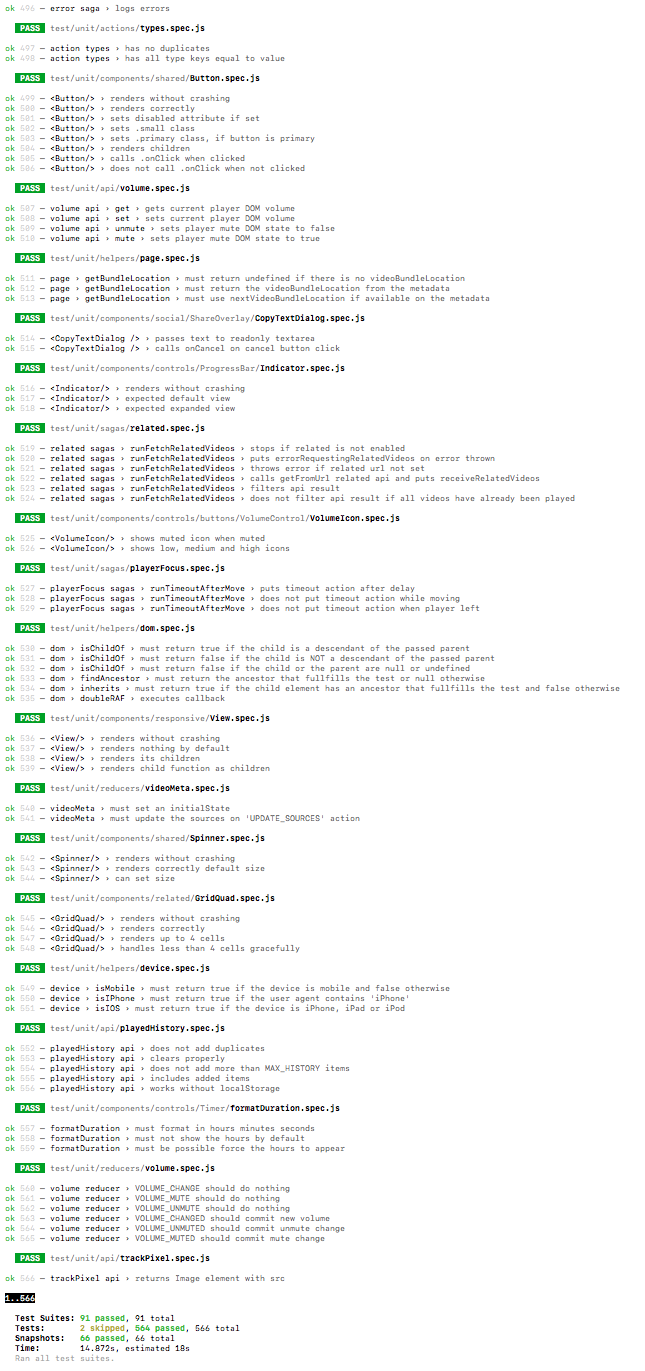 ok 496 — error saga › logs errors
PASS test/unit/actions/types.spec.js
ok 497 — action types › has no duplicates
ok 498 — action types › has all type keys equal to value
PASS test/unit/components/shared/Button.spec.js
ok 499 — <Button/> › renders without crashing
ok 500 — <Button/> › renders correctly
ok 501 — <Button/> › sets disabled attribute if set
ok 502 — <Button/> › sets .small class
ok 503 — <Button/> › sets .primary class, if button is primary
ok 504 — <Button/> › renders children
ok 505 — <Button/> › calls .onClick when clicked
ok 506 — <Button/> › does not call .onClick when not clicked
PASS test/unit/api/volume.spec.js
ok 507 — volume api › get › gets current player DOM volume
ok 508 — volume api › set › sets current player DOM volume
ok 509 — volume api › unmute › sets player mute DOM state to false
ok 510 — volume api › mute › sets player mute DOM state to true
PASS test/unit/helpers/page.spec.js
ok 511 — page › getBundleLocation › must return undefined if there is no videoBundleLocation
ok 512 — page › getBundleLocation › must return the videoBundleLocation from the metadata
ok 513 — page › getBundleLocation › must use nextVideoBundleLocation if available on the metadata
PASS test/unit/components/social/ShareOverlay/CopyTextDialog.spec.js
ok 514 — <CopyTextDialog /> › passes text to readonly textarea
ok 515 — <CopyTextDialog /> › calls onCancel on cancel button click
PASS test/unit/components/controls/ProgressBar/Indicator.spec.js
ok 516 — <Indicator/> › renders without crashing
ok 517 — <Indicator/> › expected default view
ok 518 — <Indicator/> › expected expanded view
PASS test/unit/sagas/related.spec.js
ok 519 — related sagas › runFetchRelatedVideos › stops if related is not enabled
ok 520 — related sagas › runFetchRelatedVideos › puts errorRequestingRelatedVideos on error thrown
ok 521 — related sagas › runFetchRelatedVideos › throws error if related url not set
ok 522 — related sagas › runFetchRelatedVideos › calls getFromUrl related api and puts receiveRelatedVideos
ok 523 — related sagas › runFetchRelatedVideos › filters api result
ok 524 — related sagas › runFetchRelatedVideos › does not filter api result if all videos have already been played
PASS test/unit/components/controls/buttons/VolumeControl/VolumeIcon.spec.js
ok 525 — <VolumeIcon/> › shows muted icon when muted
ok 526 — <VolumeIcon/> › shows low, medium and high icons
PASS test/unit/sagas/playerFocus.spec.js
ok 527 — playerFocus sagas › runTimeoutAfterMove › puts timeout action after delay
ok 528 — playerFocus sagas › runTimeoutAfterMove › does not put timeout action while moving
ok 529 — playerFocus sagas › runTimeoutAfterMove › does not put timeout action when player left
PASS test/unit/helpers/dom.spec.js
ok 530 — dom › isChildOf › must return true if the child is a descendant of the passed parent
ok 531 — dom › isChildOf › must return false if the child is NOT a descendant of the passed parent
ok 532 — dom › isChildOf › must return false if the child or the parent are null or undefined
ok 533 — dom › findAncestor › must return the ancestor that fullfills the test or null otherwise
ok 534 — dom › inherits › must return true if the child element has an ancestor that fullfills the test and false otherwise
ok 535 — dom › doubleRAF › executes callback
PASS test/unit/components/responsive/View.spec.js
ok 536 — <View/> › renders without crashing
ok 537 — <View/> › renders nothing by default
ok 538 — <View/> › renders its children
ok 539 — <View/> › renders child function as children
PASS test/unit/reducers/videoMeta.spec.js
ok 540 — videoMeta › must set an initialState
ok 541 — videoMeta › must update the sources on 'UPDATE_SOURCES' action
PASS test/unit/components/shared/Spinner.spec.js
ok 542 — <Spinner/> › renders without crashing
ok 543 — <Spinner/> › renders correctly default size
ok 544 — <Spinner/> › can set size
PASS test/unit/components/related/GridQuad.spec.js
ok 545 — <GridQuad/> › renders without crashing
ok 546 — <GridQuad/> › renders correctly
ok 547 — <GridQuad/> › renders up to 4 cells
ok 548 — <GridQuad/> › handles less than 4 cells gracefully
PASS test/unit/helpers/device.spec.js
ok 549 — device › isMobile › must return true if the device is mobile and false otherwise
ok 550 — device › isIPhone › must return true if the user agent contains 'iPhone'
ok 551 — device › isIOS › must return true if the device is iPhone, iPad or iPod
PASS test/unit/api/playedHistory.spec.js
ok 552 — playedHistory api › does not add duplicates
ok 553 — playedHistory api › clears properly
ok 554 — playedHistory api › does not add more than MAX_HISTORY items
ok 555 — playedHistory api › includes added items
ok 556 — playedHistory api › works without localStorage
PASS test/unit/components/controls/Timer/formatDuration.spec.js
ok 557 — formatDuration › must format in hours minutes seconds
ok 558 — formatDuration › must not show the hours by default
ok 559 — formatDuration › must be possible force the hours to appear
PASS test/unit/reducers/volume.spec.js
ok 560 — volume reducer › VOLUME_CHANGE should do nothing
ok 561 — volume reducer › VOLUME_MUTE should do nothing
ok 562 — volume reducer › VOLUME_UNMUTE should do nothing
ok 563 — volume reducer › VOLUME_CHANGED should commit new volume
ok 564 — volume reducer › VOLUME_UNMUTED should commit unmute change
ok 565 — volume reducer › VOLUME_MUTED should commit mute change
PASS test/unit/api/trackPixel.spec.js
ok 566 — trackPixel api › returns Image element with src
1..566
Test Suites: 91 passed, 91 total
Tests: 2 skipped, 564 passed, 566 total
Snapshots: 66 passed, 66 total
Time: 14.872s, estimated 18s
Ran all test suites.